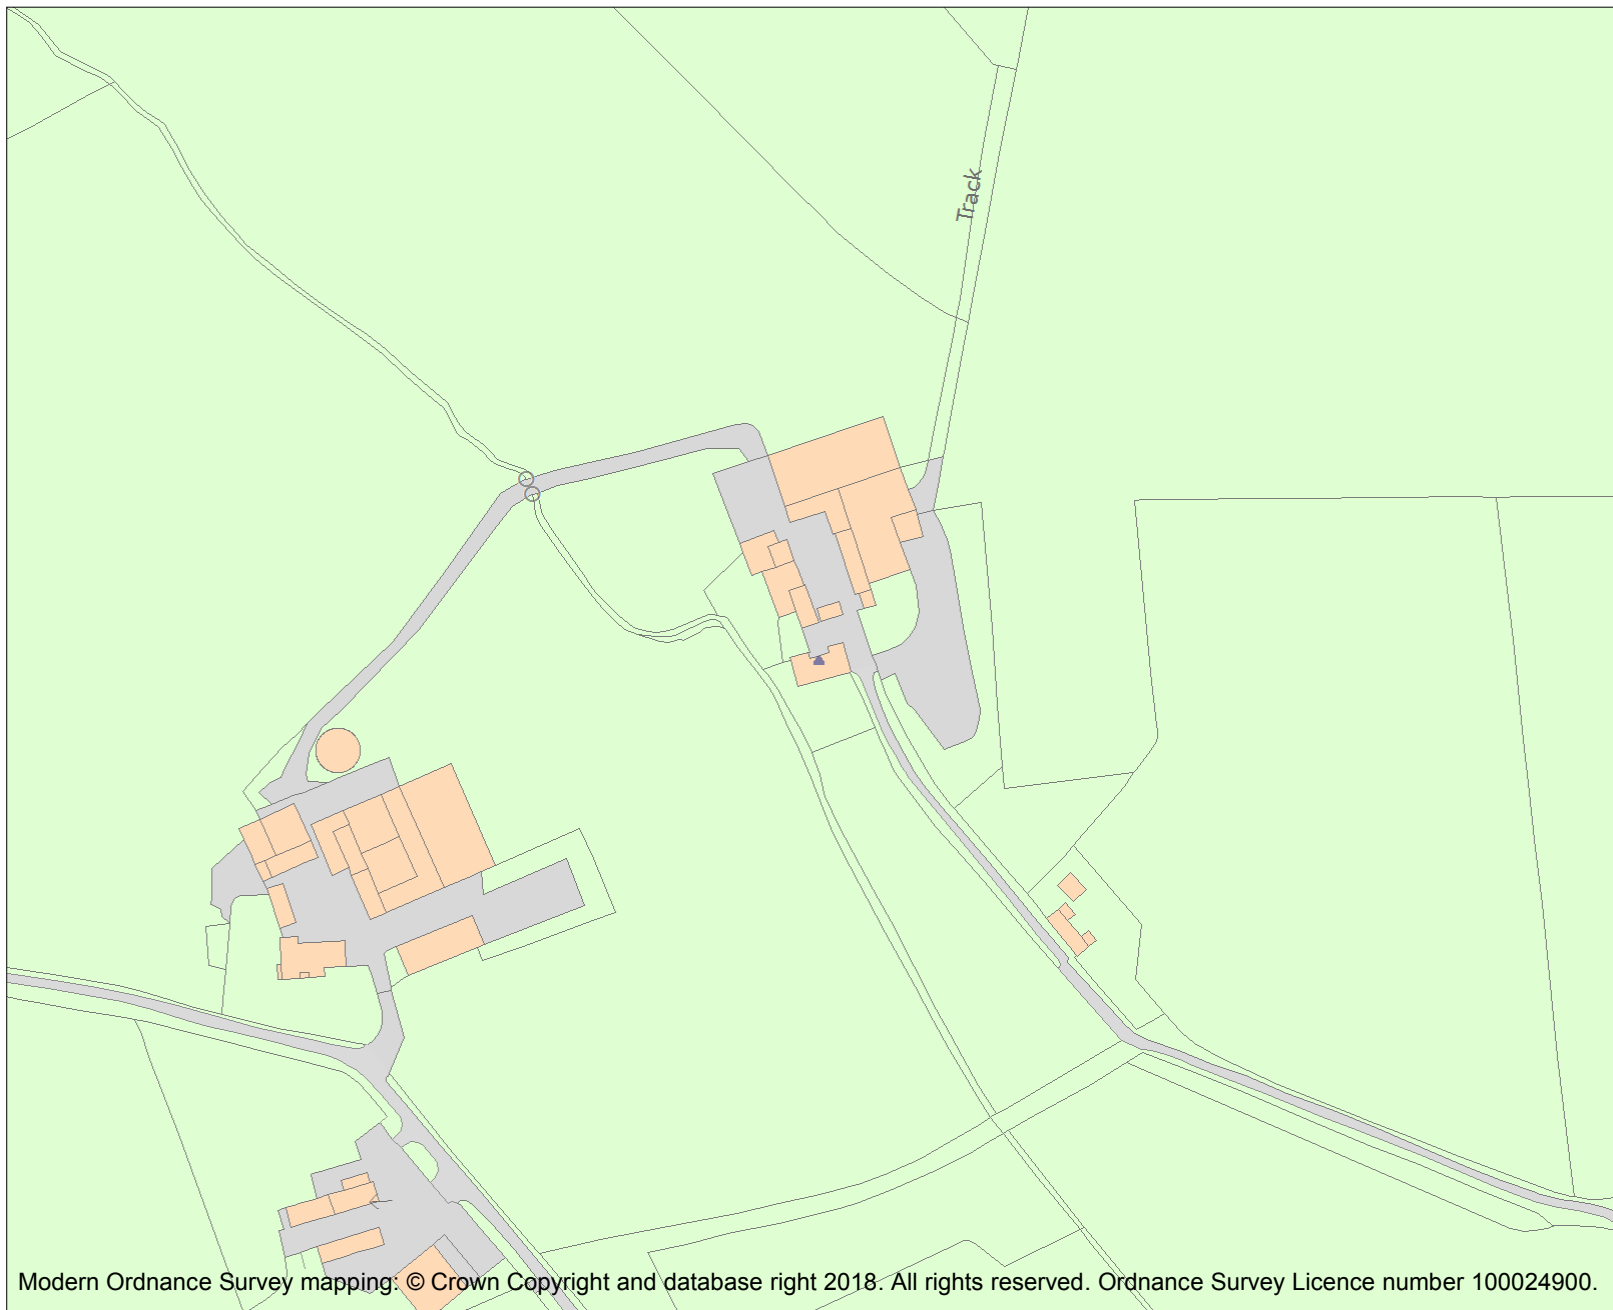 Track
Modern Ordnance Survey mapping: © Crown Copyright and database right 2018. All rights reserved. Ordnance Survey Licence number 100024900.